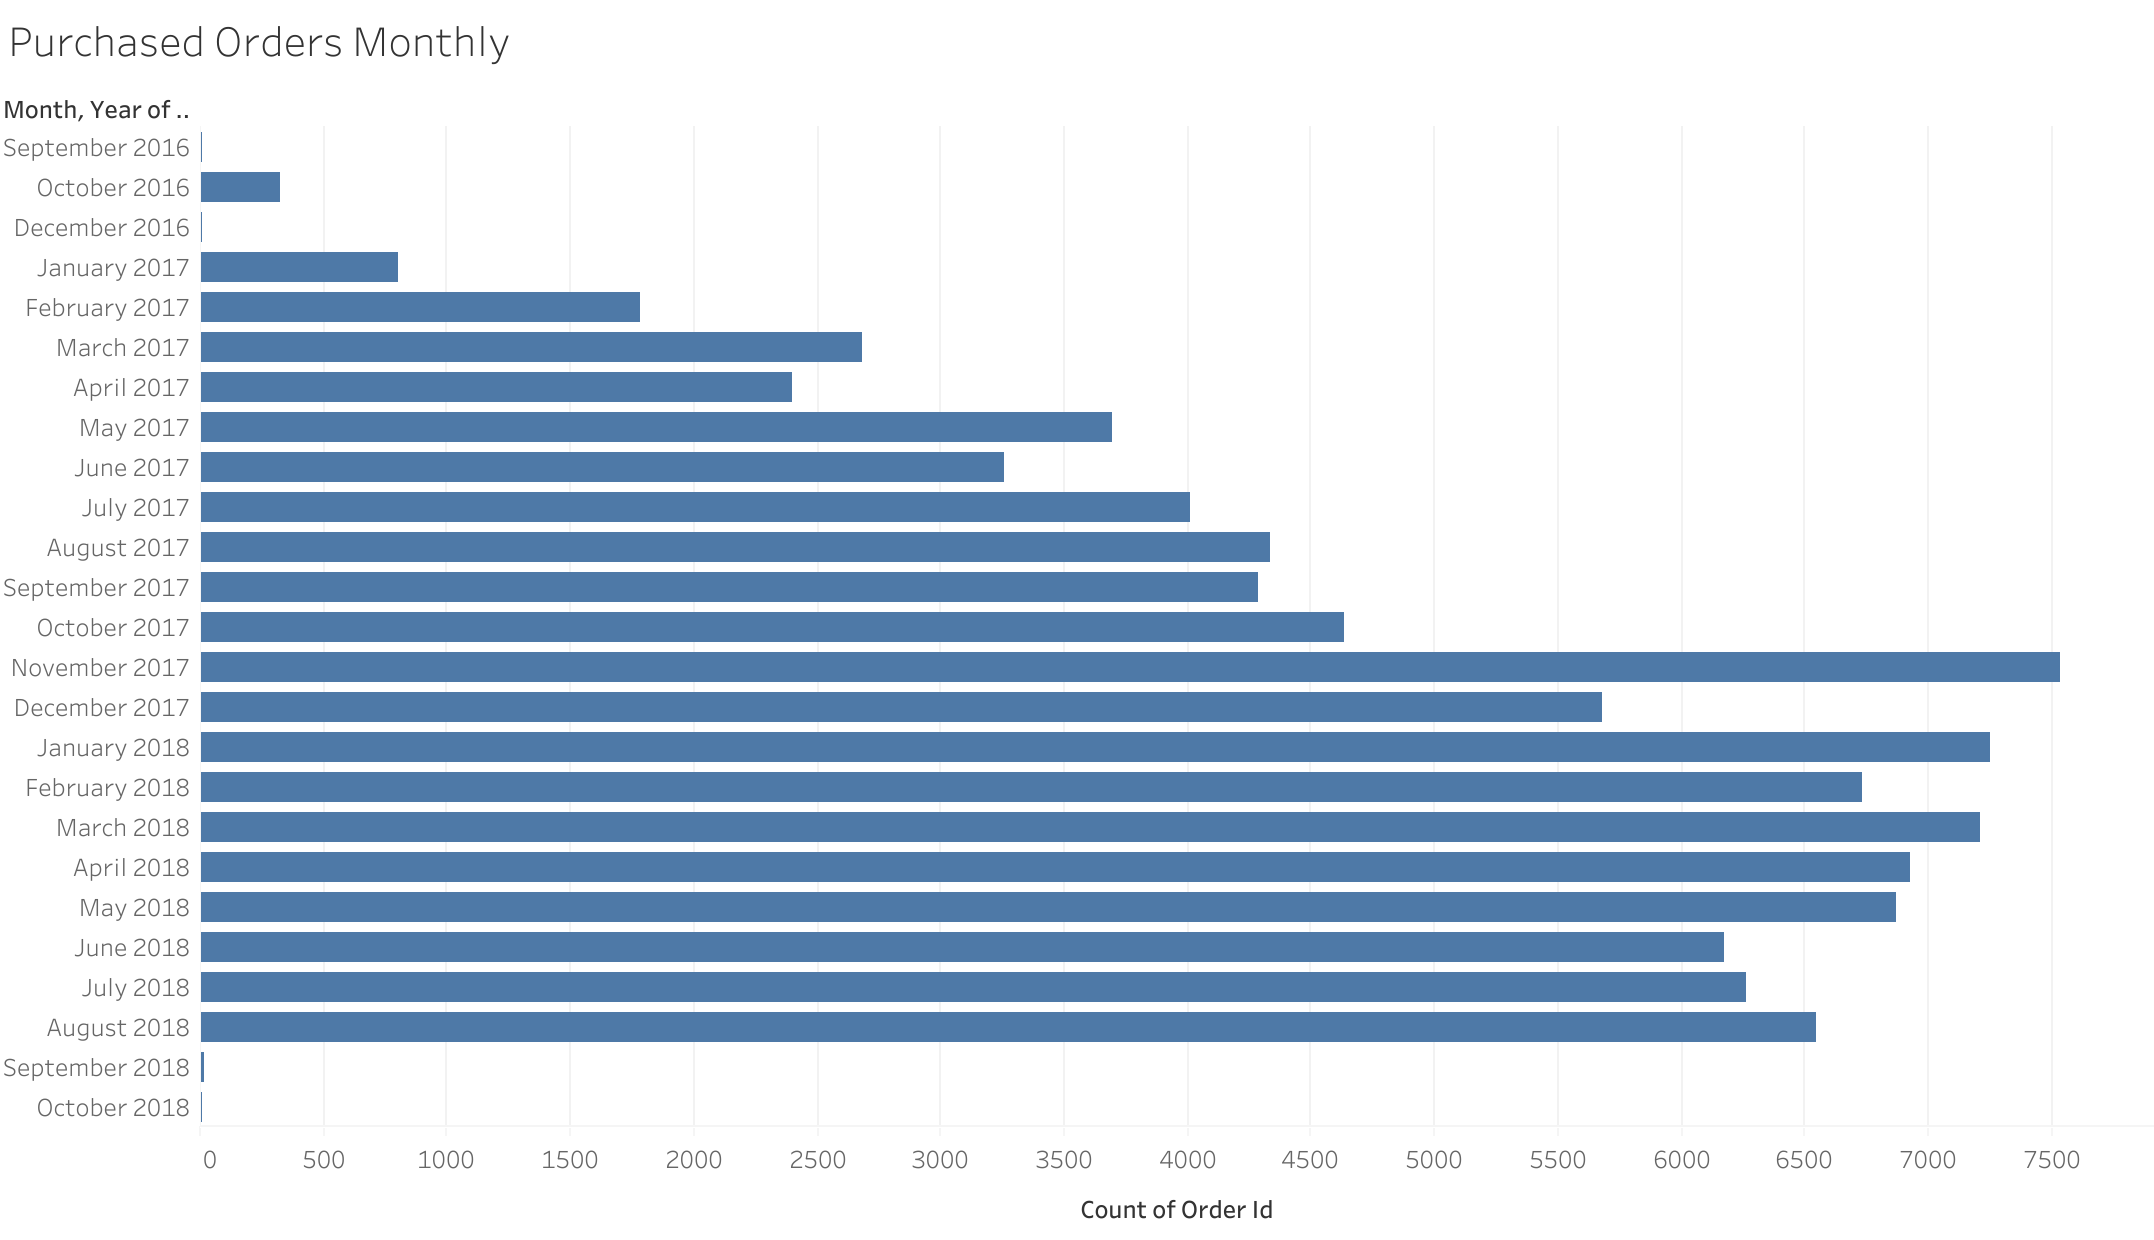 Purchased Orders Monthly
Month, Year of ..
September 2016
October 2016
December 2016
January 2017
February 2017
March 2017
April 2017
May 2017
June 2017
July 2017
August 2017
September 2017
October 2017
November 2017
December 2017
January 2018
February 2018
March 2018
April 2018
May 2018
June 2018
July 2018
August 2018
September 2018
October 2018
0 500 1000 1500 2000 2500 3000 3500 4000 4500 5000 5500 6000 6500 7000 7500
Count of Order Id